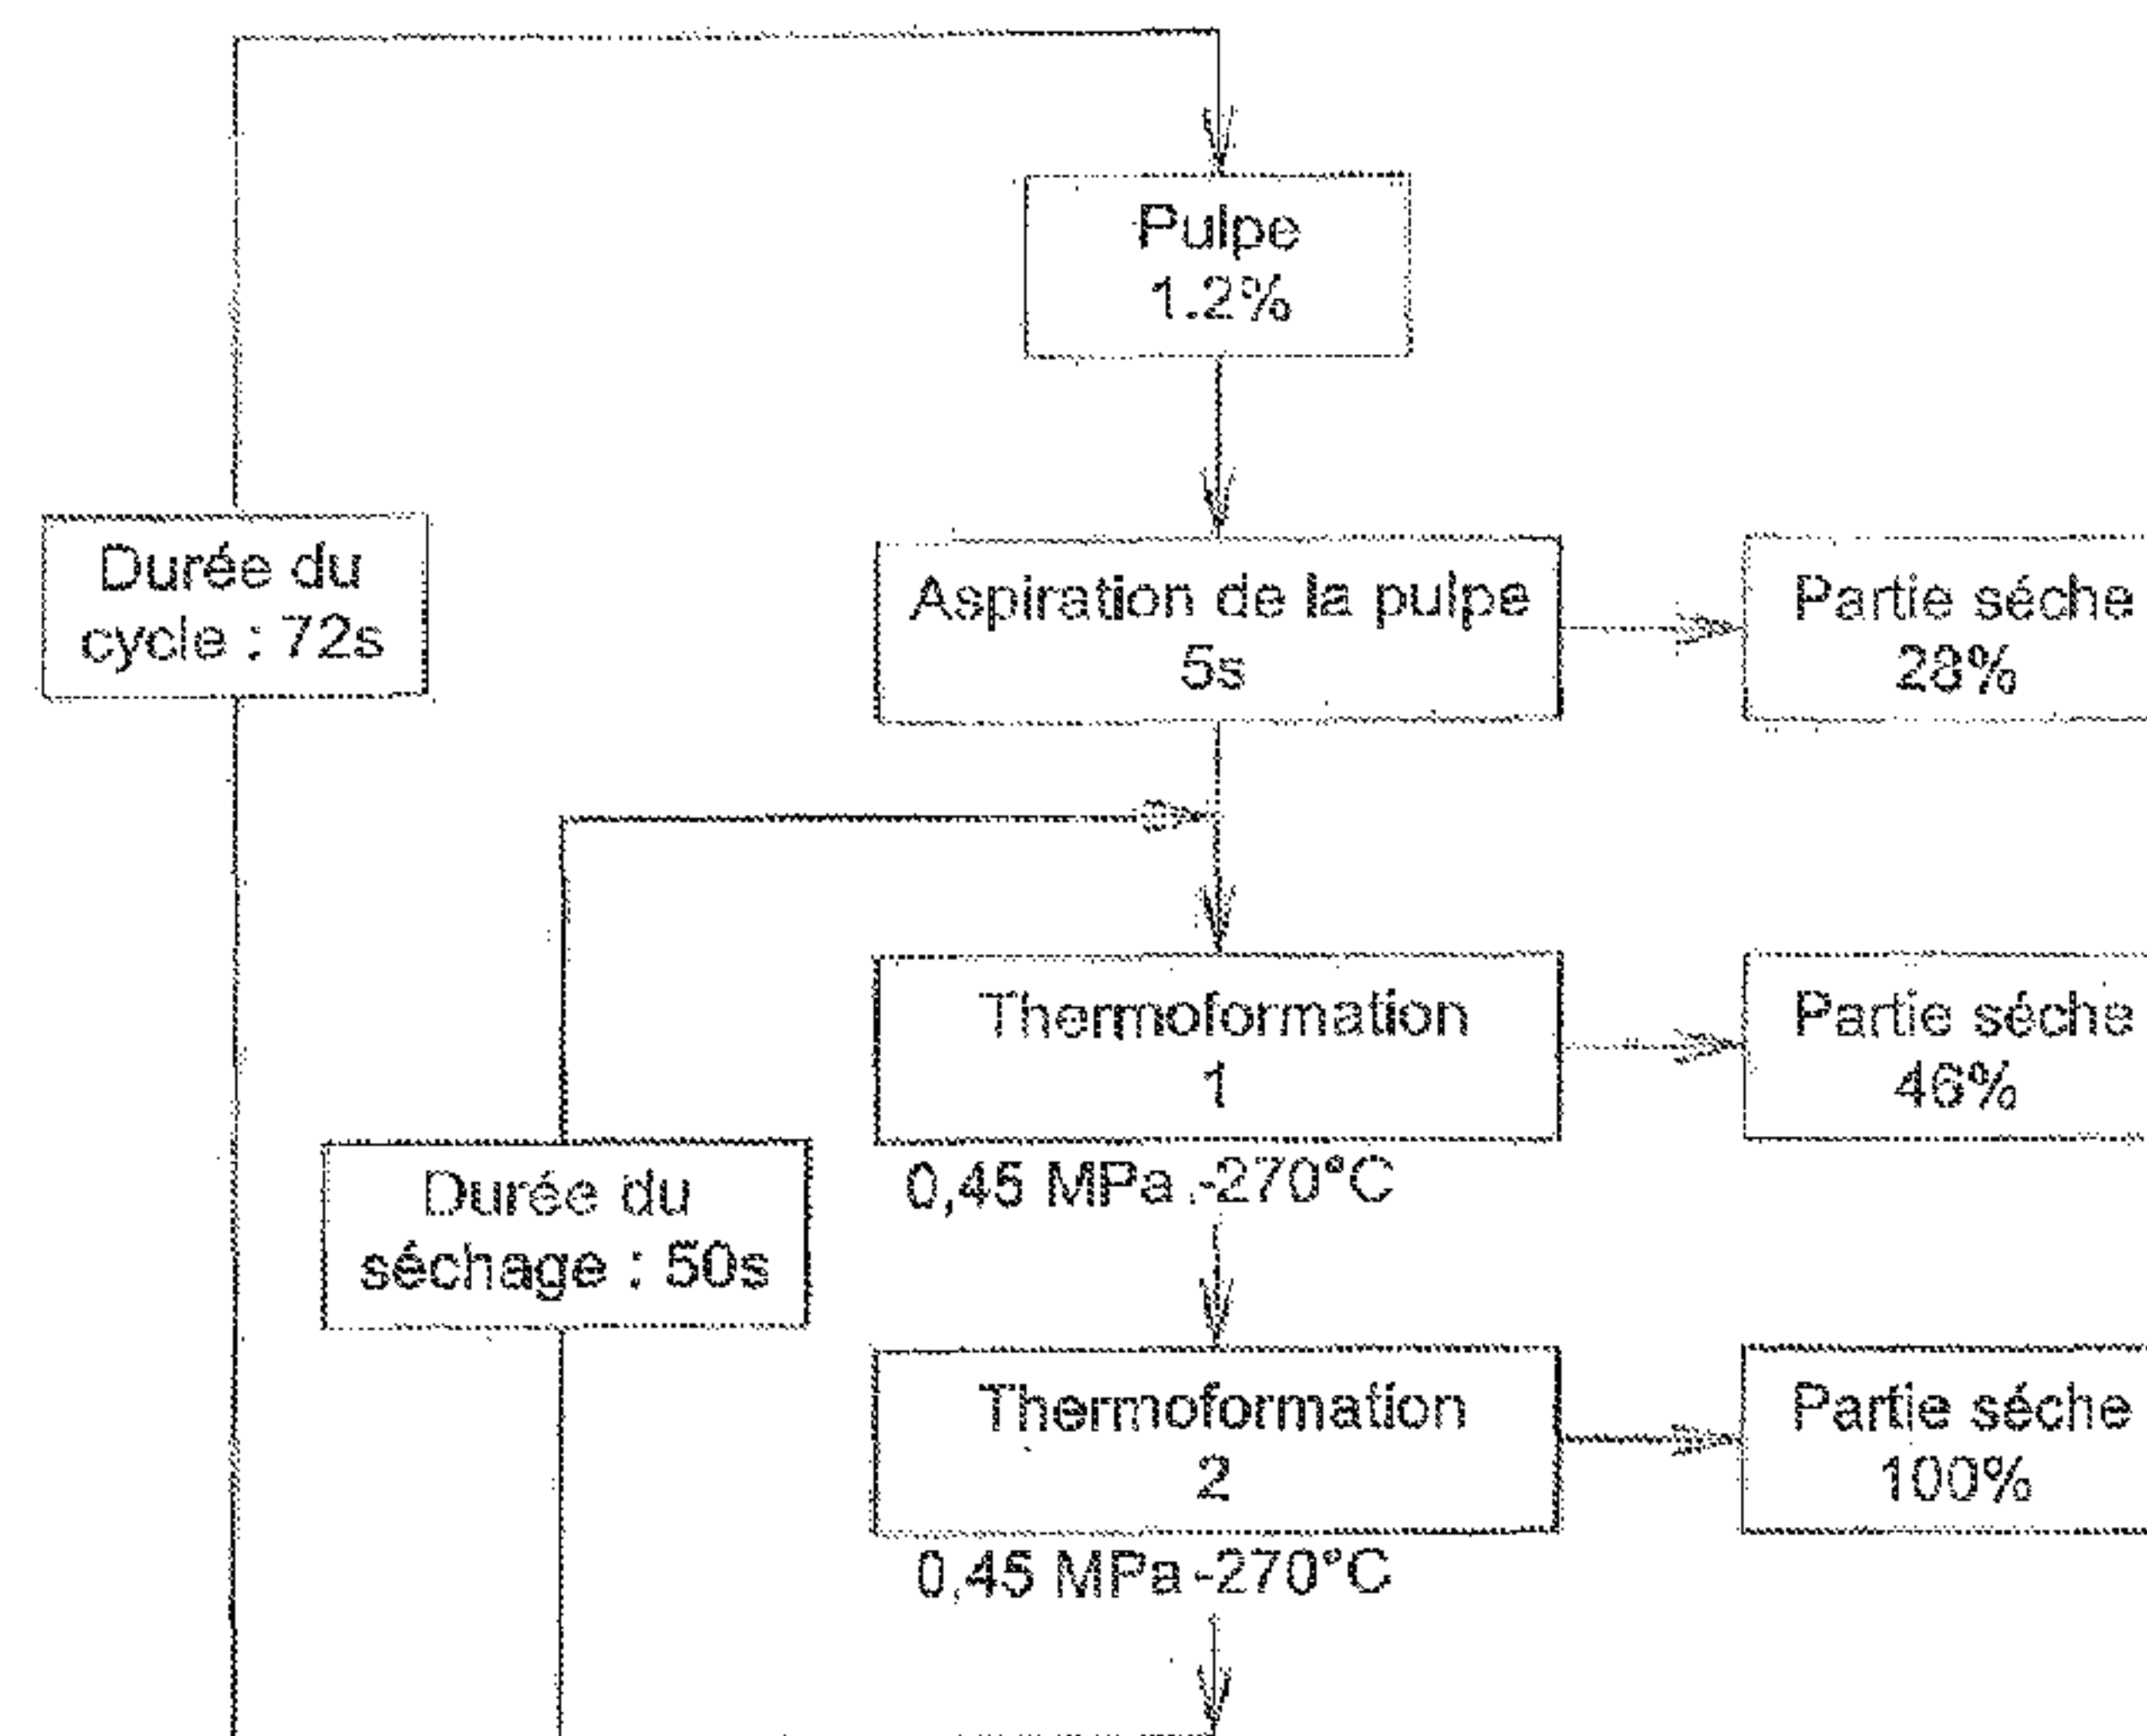 Pulpe
1.2%
Durée du
cycle : 72s
Aspiration de la pulpe
5s
Partie séche
28%
Thermoformation
1
0,45 MPa -270°C
Partie séche
46%
Durée du
séchage : 50s
Thermoformation
2
0,45 MPa -270°C
Partie séche
100%